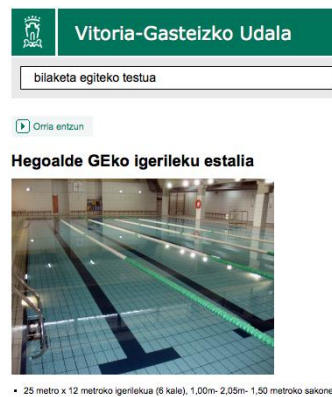 Vitoria-Gasteizko Udala
bilaketa egiteko testua
Orria entzun
Hegoalde GEko igerileku estalia
25 metro x 12 metroko igerilekua (6 kale), 1,00m- 2,05m- 1,50 metroko sakone